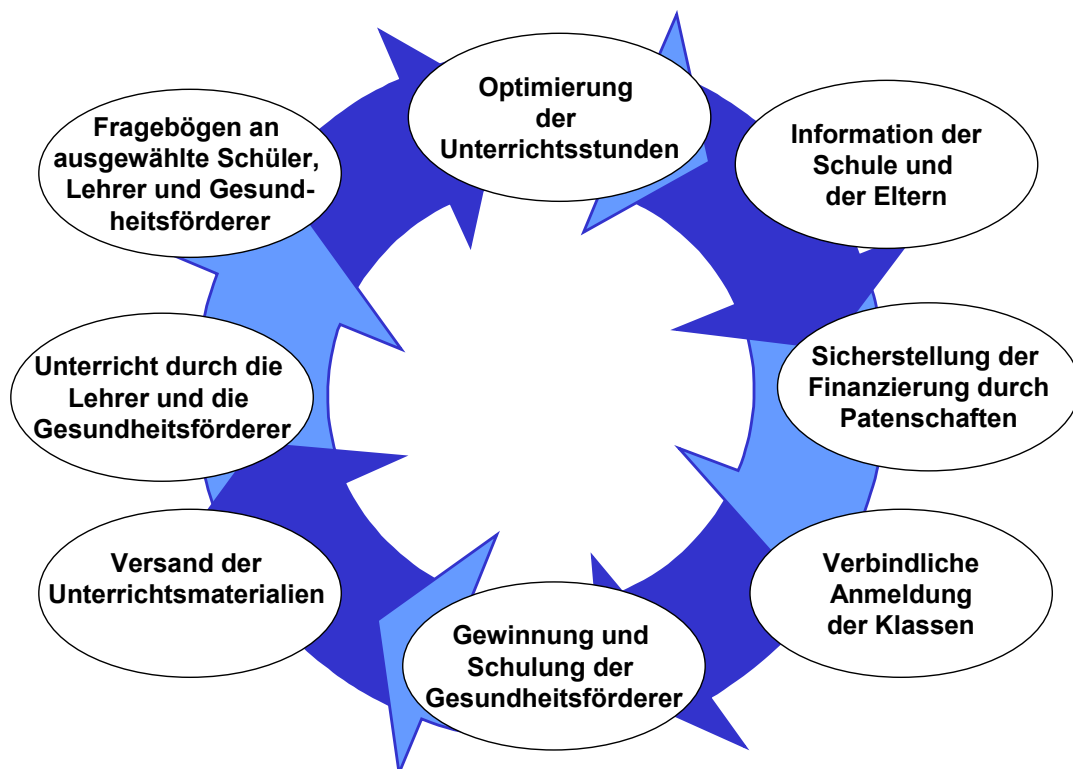 Optimierung
der
Unterrichtsstunden
Information der
Schule und
der Eltern
Sicherstellung der
Finanzierung durch
Patenschaften
Verbindliche
Anmeldung
der Klassen
Gewinnung und
Schulung der
Gesundheitsförderer
Versand der
Unterrichtsmaterialien
Unterricht durch die
Lehrer und die
Gesundheitsförderer
Fragebögen an
ausgewählte Schüler,
Lehrer und Gesund-
heitsförderer